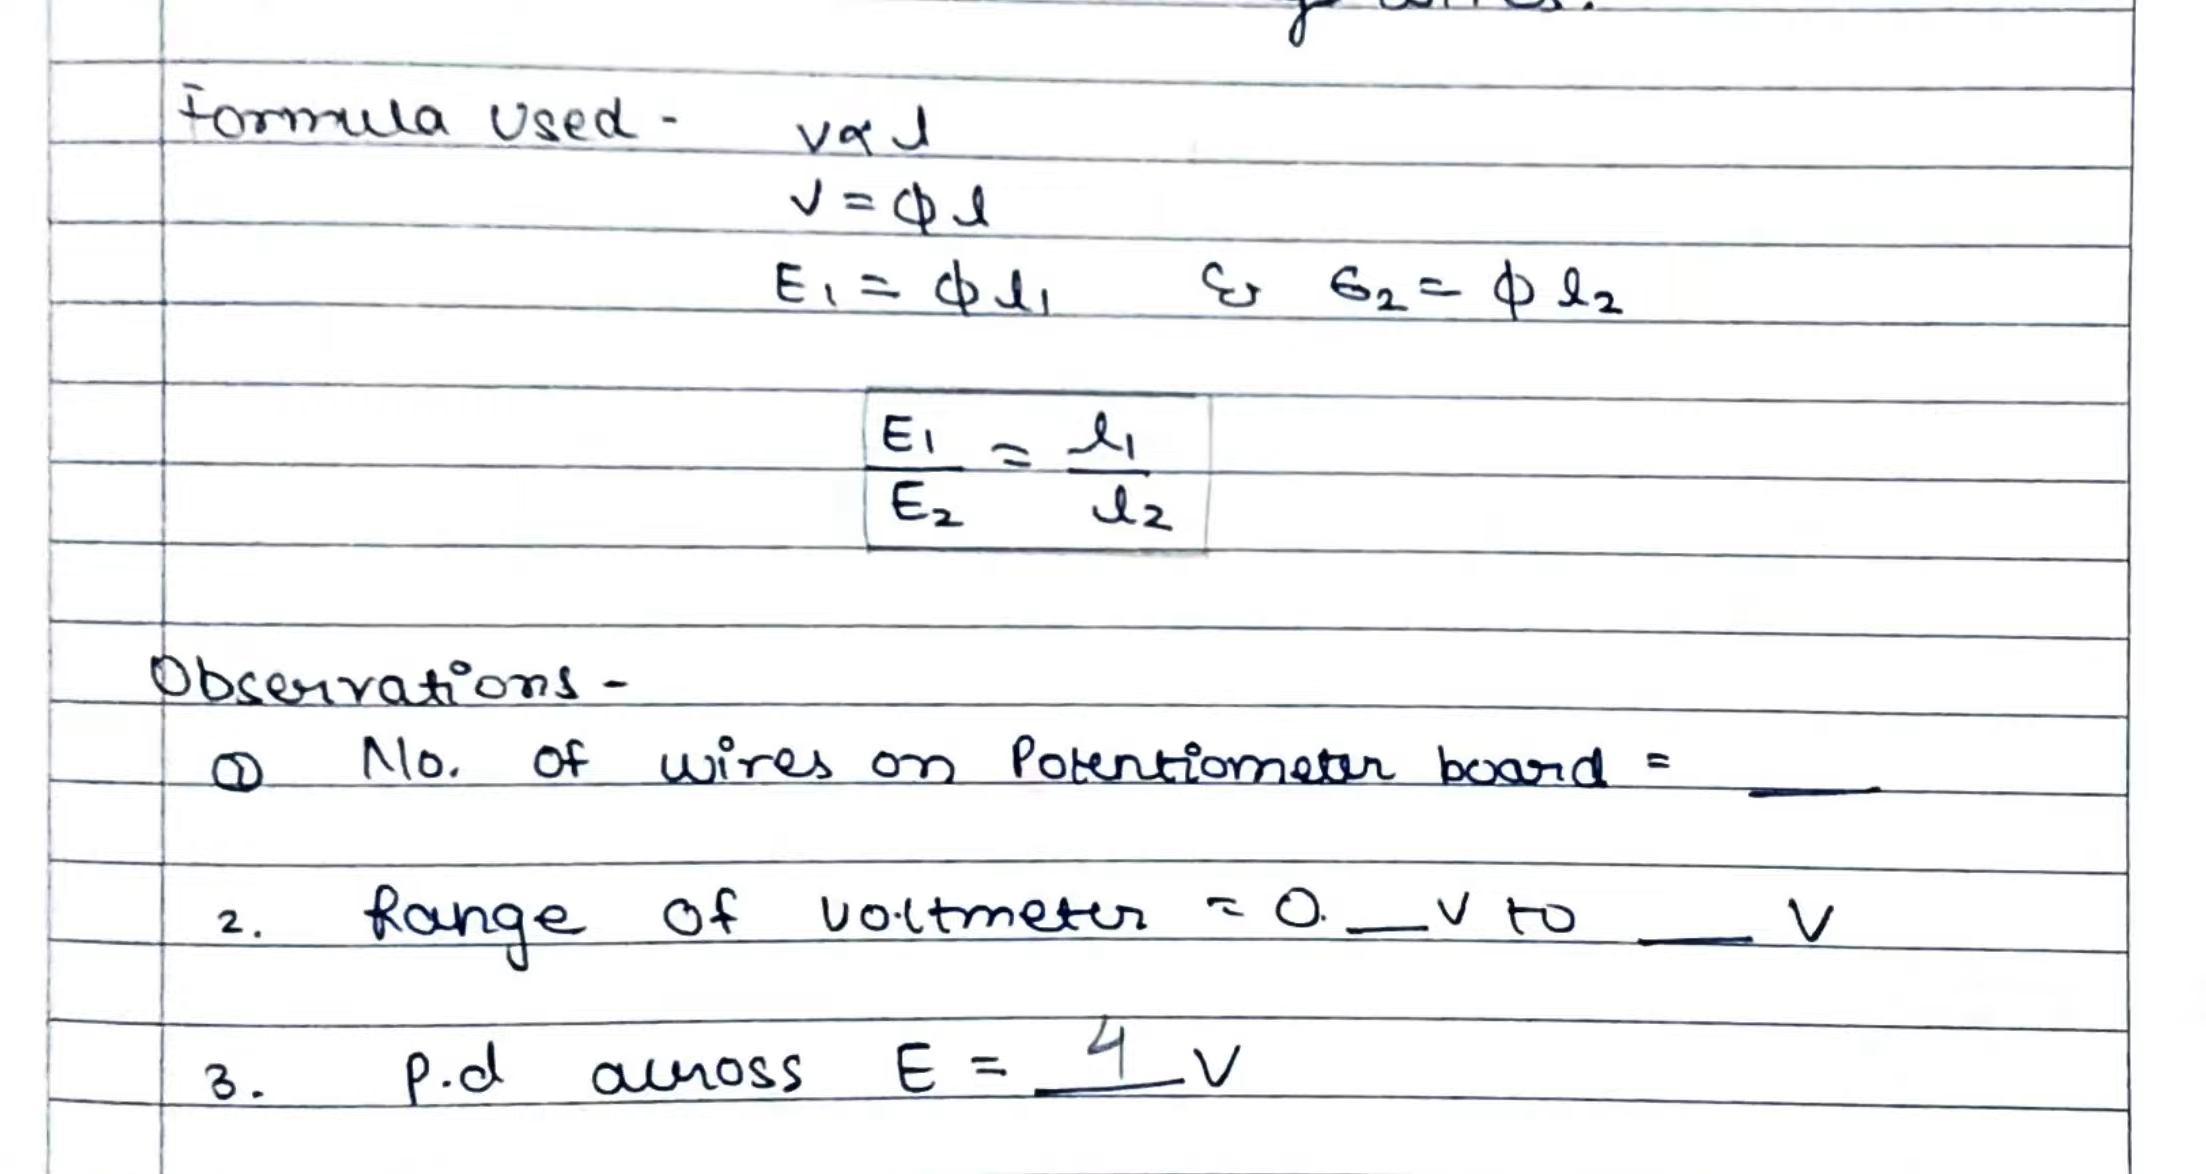 Formula Used - V ∝ l
V = ϕ l
E1 = ϕ l1 & E2 = ϕ l2
E1/E2 = l1/l2
Observations -
① No. of wires on Potentiometer board = ___
2. Range of voltmeter = 0. __ V to ___ V
3. P.d across E = 4 V